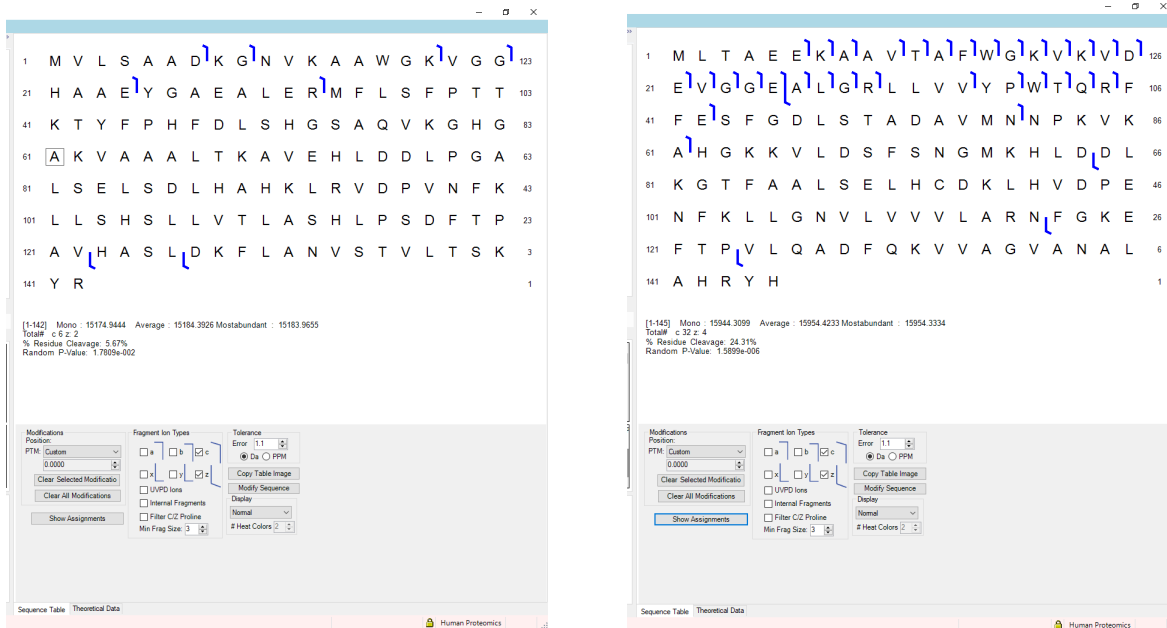 1 M V L S A A D K G N V K A A W G K V G G 123
21 H A A E Y G A E A L E R M F L S F P T T 103
41 K T Y F P H F D L S H G S A Q V K G H G 83
61 A K V A A A L T K A V E H L D D L P G A 63
81 L S E L S D L H A H K L R V D P V N F K 43
101 L L S H S L L V T L A S H L P S D F T P 23
121 A V H A S L D K F L A N V S T V L T S K 3
141 Y R 1
[1-142] Mono : 15174.9444 Average : 15184.3926 Mostabundant : 15183.9655
Total# c 6 z: 2
% Residue Cleavage: 5.67%
Random P-Value: 1.7809e-002
Modifications
Position:
PTM: Custom
0.0000
Clear Selected Modificatio
Clear All Modifications
Show Assignments
Fragment Ion Types
a b c
x y z
UVPD Ions
Internal Fragments
Filter C/Z Proline
Min Frag Size: 3
Tolerance
Error 1.1
Da PPM
Copy Table Image
Modify Sequence
Display
Normal
# Heat Colors 2
Sequence Table Theoretical Data
Human Proteomics
1 M L T A E E K A A V T A F W G K V K V D 126
21 E V G G E A L G R L L V V Y P W T Q R F 106
41 F E S F G D L S T A D A V M N N P K V K 86
61 A H G K K V L D S F S N G M K H L D D L 66
81 K G T F A A L S E L H C D K L H V D P E 46
101 N F K L L G N V L V V V L A R N F G K E 26
121 F T P V L Q A D F Q K V V A G V A N A L 6
141 A H R Y H 1
[1-145] Mono : 15944.3099 Average : 15954.4233 Mostabundant : 15954.3334
Total# c 32 z: 4
% Residue Cleavage: 24.31%
Random P-Value: 1.5899e-006
Modifications
Position:
PTM: Custom
0.0000
Clear Selected Modificatio
Clear All Modifications
Show Assignments
Fragment Ion Types
a b c
x y z
UVPD Ions
Internal Fragments
Filter C/Z Proline
Min Frag Size: 3
Tolerance
Error 1.1
Da PPM
Copy Table Image
Modify Sequence
Display
Normal
# Heat Colors 2
Sequence Table Theoretical Data
Human Proteomics